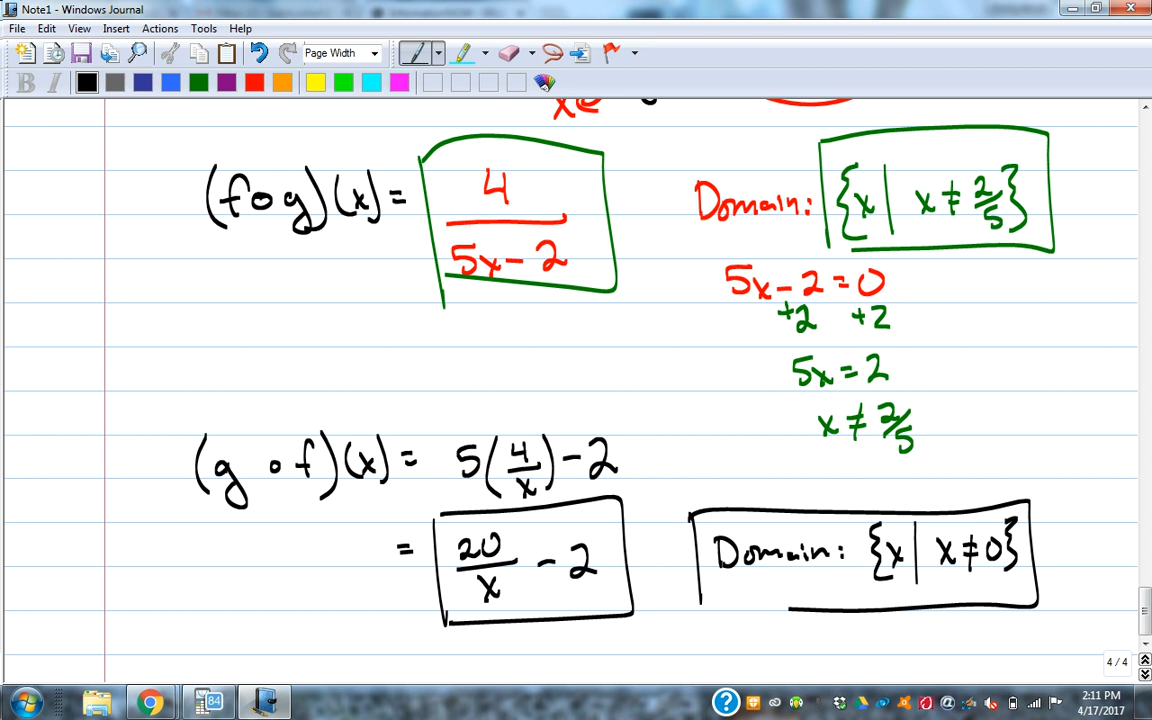 Note1 - Windows Journal
File Edit View Insert Actions Tools Help
Page Width
B I
(f∘g)(x) = 4/(5x-2) Domain: {x | x ≠ 2/5}
5x - 2 = 0
+2 +2
5x = 2
x ≠ 2/5
(g ∘ f)(x) = 5(4/x) - 2
= 20/x - 2 Domain: {x | x ≠ 0}
4 / 4
84
2:11 PM
4/17/2017